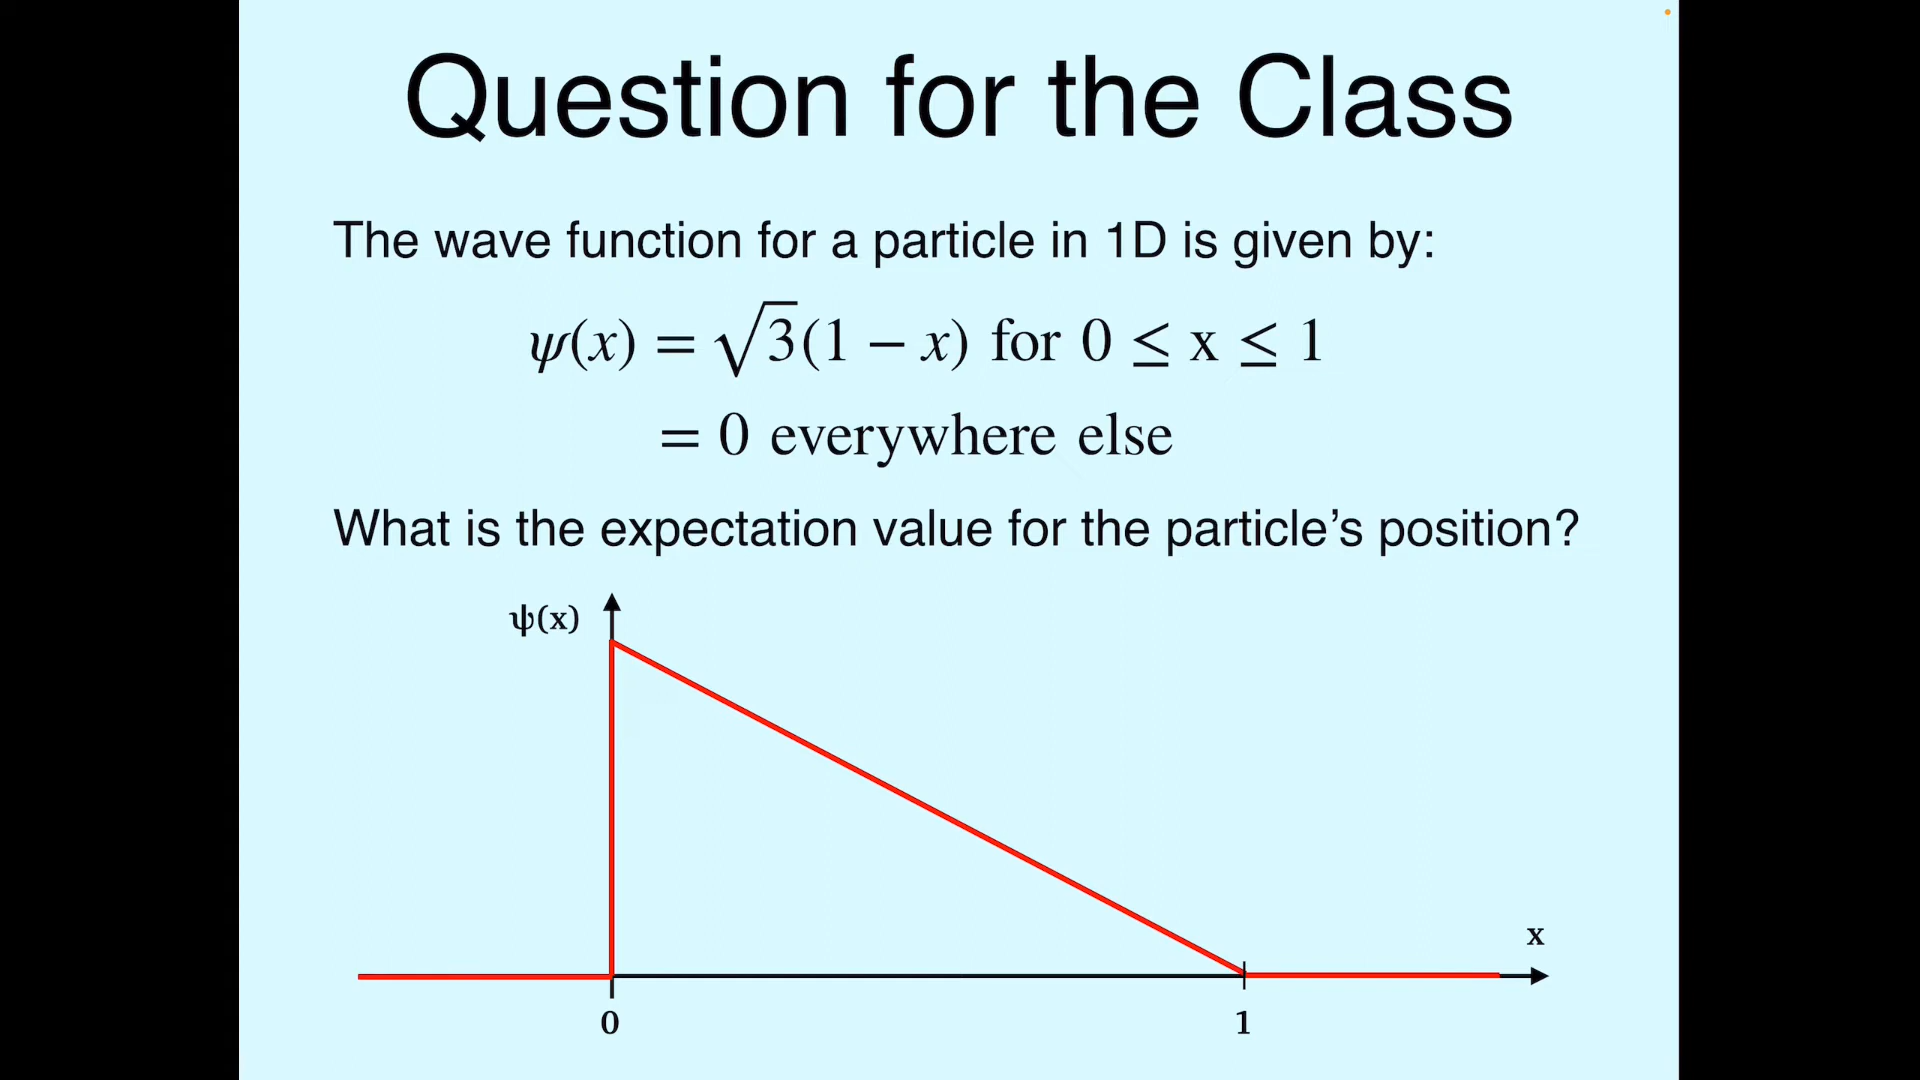 Question for the Class
The wave function for a particle in 1D is given by:
ψ(x) = √3(1 − x) for 0 ≤ x ≤ 1
= 0 everywhere else
What is the expectation value for the particle’s position?
ψ(x)
x
0
1